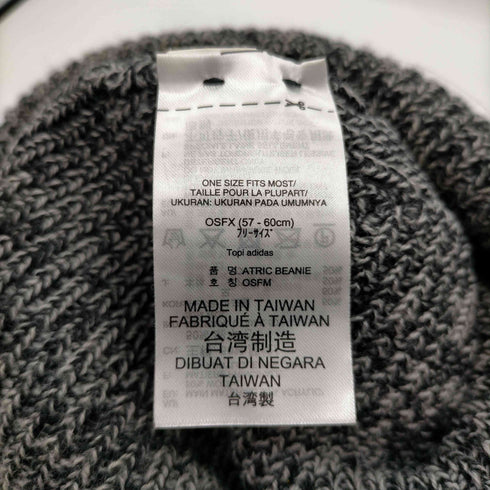 ONE SIZE FITS MOST/
TAILLE POUR LA PLUPART/
UKURAN: UKURAN PADA UMUMNYA
OSFX (57 - 60cm)
ﾌﾘｰｻｲｽﾞ
Topi adidas
품 명 ATRIC BEANIE
호 칭 OSFM
MADE IN TAIWAN
FABRIQUÉ À TAIWAN
台湾制造
DIBUAT DI NEGARA
TAIWAN
台湾製